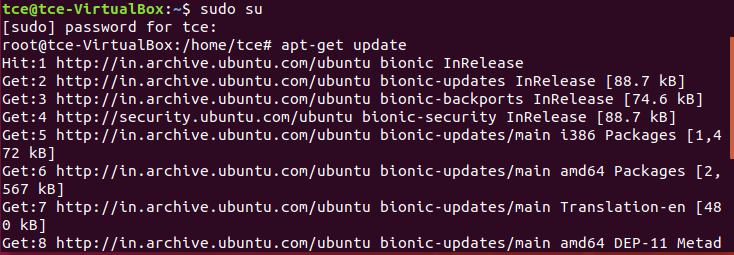 tce@tce-VirtualBox:~$ sudo su
[sudo] password for tce:
root@tce-VirtualBox:/home/tce# apt-get update
Hit:1 http://in.archive.ubuntu.com/ubuntu bionic InRelease
Get:2 http://in.archive.ubuntu.com/ubuntu bionic-updates InRelease [88.7 kB]
Get:3 http://in.archive.ubuntu.com/ubuntu bionic-backports InRelease [74.6 kB]
Get:4 http://security.ubuntu.com/ubuntu bionic-security InRelease [88.7 kB]
Get:5 http://in.archive.ubuntu.com/ubuntu bionic-updates/main i386 Packages [1,4
72 kB]
Get:6 http://in.archive.ubuntu.com/ubuntu bionic-updates/main amd64 Packages [2,
567 kB]
Get:7 http://in.archive.ubuntu.com/ubuntu bionic-updates/main Translation-en [48
0 kB]
Get:8 http://in.archive.ubuntu.com/ubuntu bionic-updates/main amd64 DEP-11 Metad